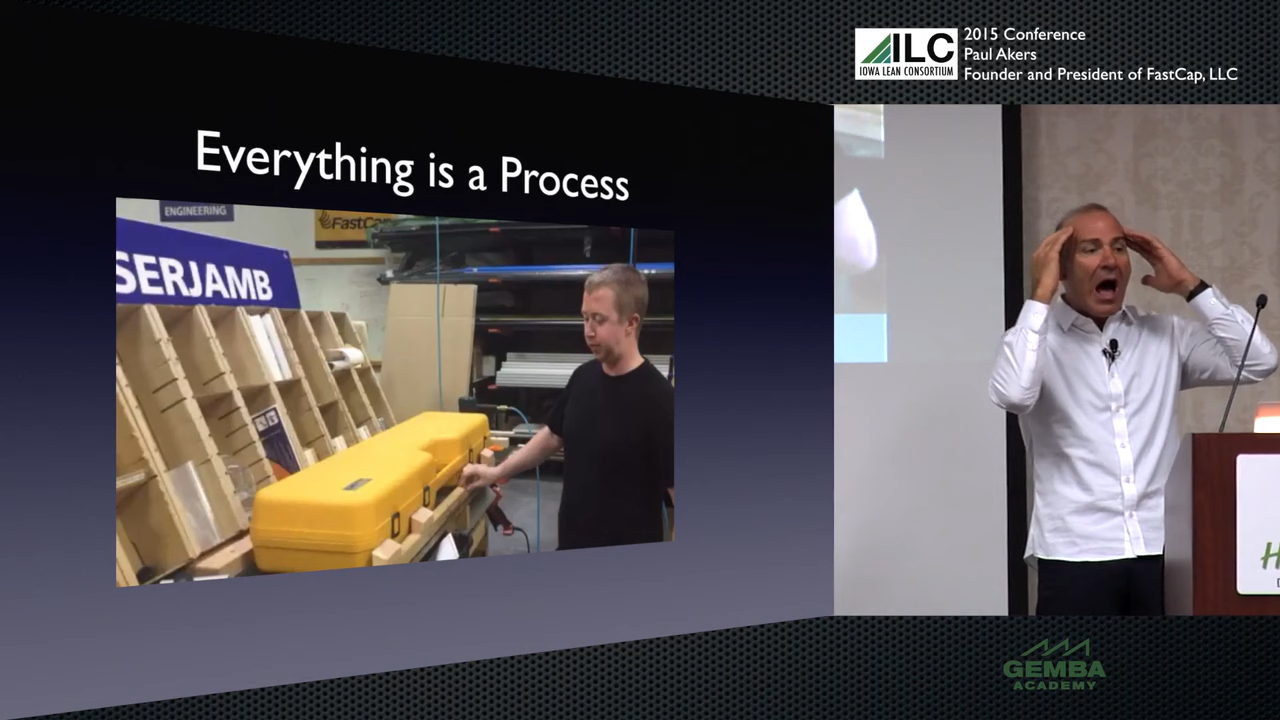 Everything is a Process
ENGINEERING
FastCap
SERJAMB
ILC
IOWA LEAN CONSORTIUM
2015 Conference
Paul Akers
Founder and President of FastCap, LLC
H
D
GEMBA
ACADEMY